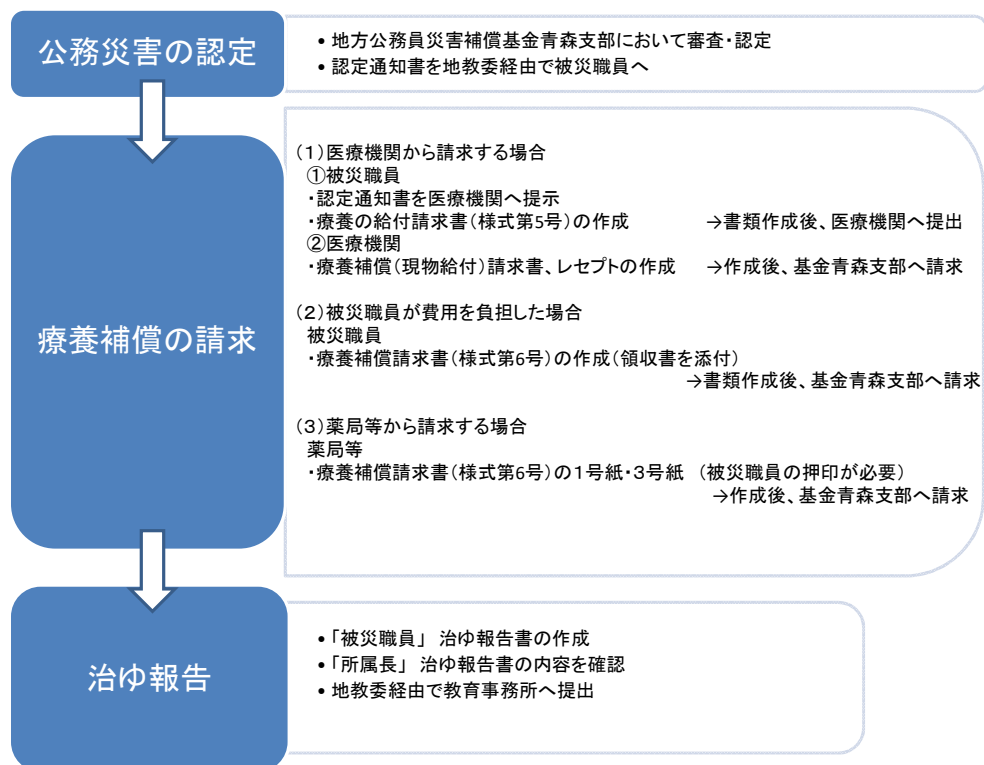 公務災害の認定
• 地方公務員災害補償基金青森支部において審査・認定
• 認定通知書を地教委経由で被災職員へ
療養補償の請求
(1)医療機関から請求する場合
①被災職員
・認定通知書を医療機関へ提示
・療養の給付請求書(様式第5号)の作成 →書類作成後、医療機関へ提出
②医療機関
・療養補償(現物給付)請求書、レセプトの作成 →作成後、基金青森支部へ請求
(2)被災職員が費用を負担した場合
被災職員
・療養補償請求書(様式第6号)の作成(領収書を添付)
→書類作成後、基金青森支部へ請求
(3)薬局等から請求する場合
薬局等
・療養補償請求書(様式第6号)の1号紙・3号紙 (被災職員の押印が必要)
→作成後、基金青森支部へ請求
治ゆ報告
• 「被災職員」 治ゆ報告書の作成
• 「所属長」 治ゆ報告書の内容を確認
• 地教委経由で教育事務所へ提出